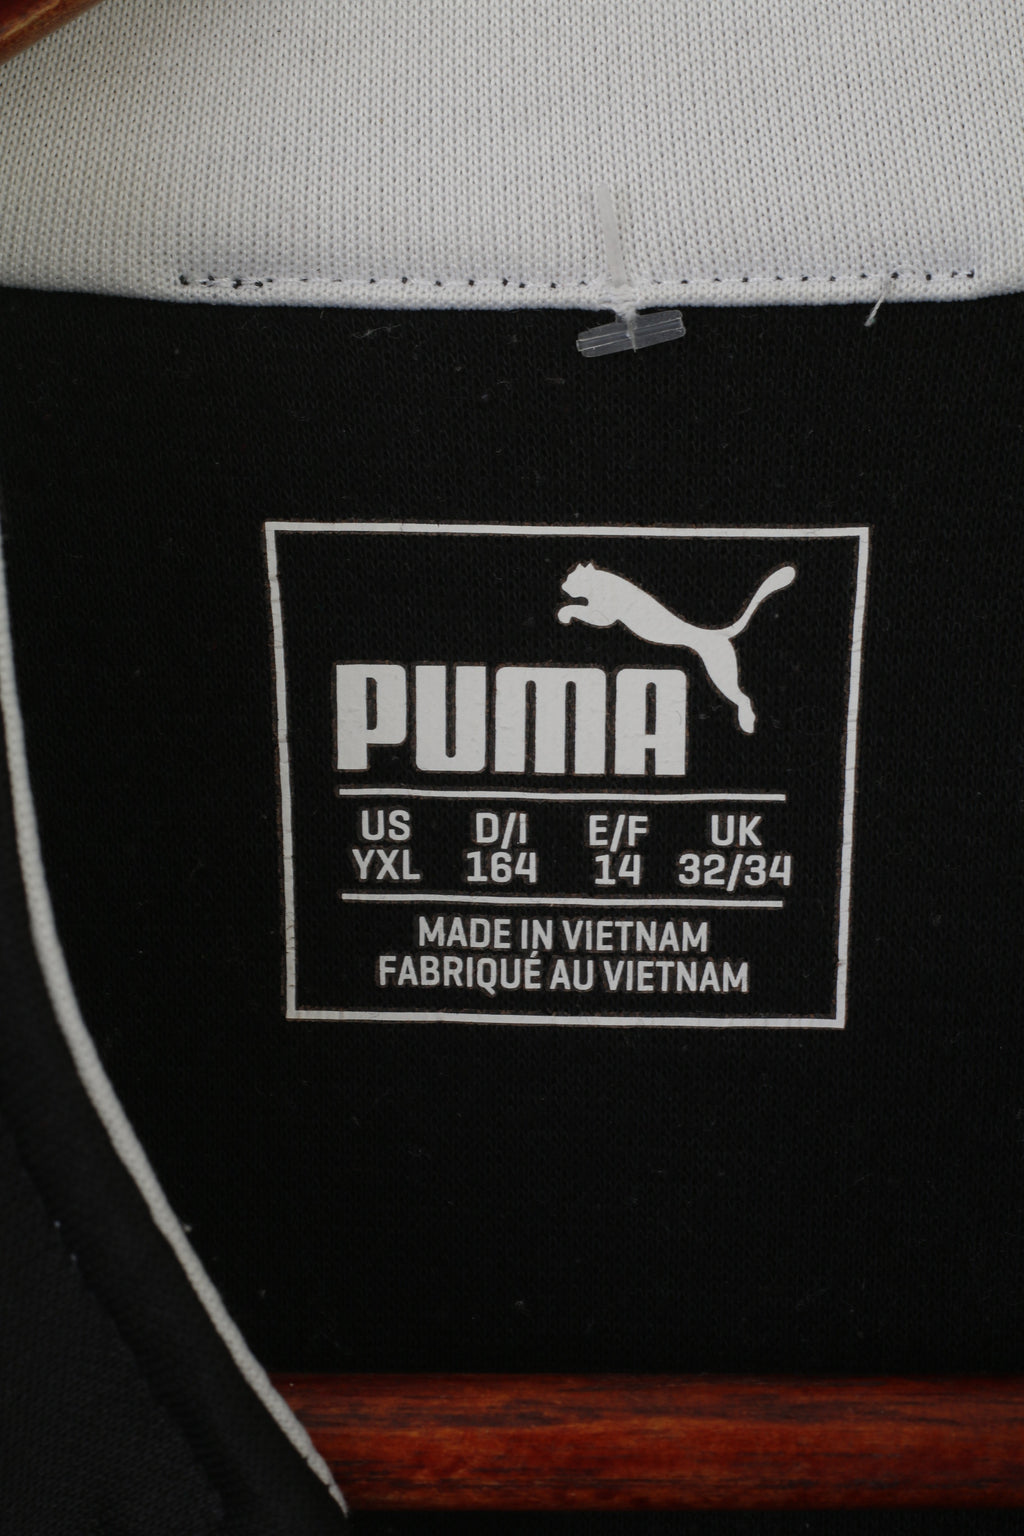 PUMA
US D/I E/F UK
YXL 164 14 32/34
MADE IN VIETNAM
FABRIQUÉ AU VIETNAM